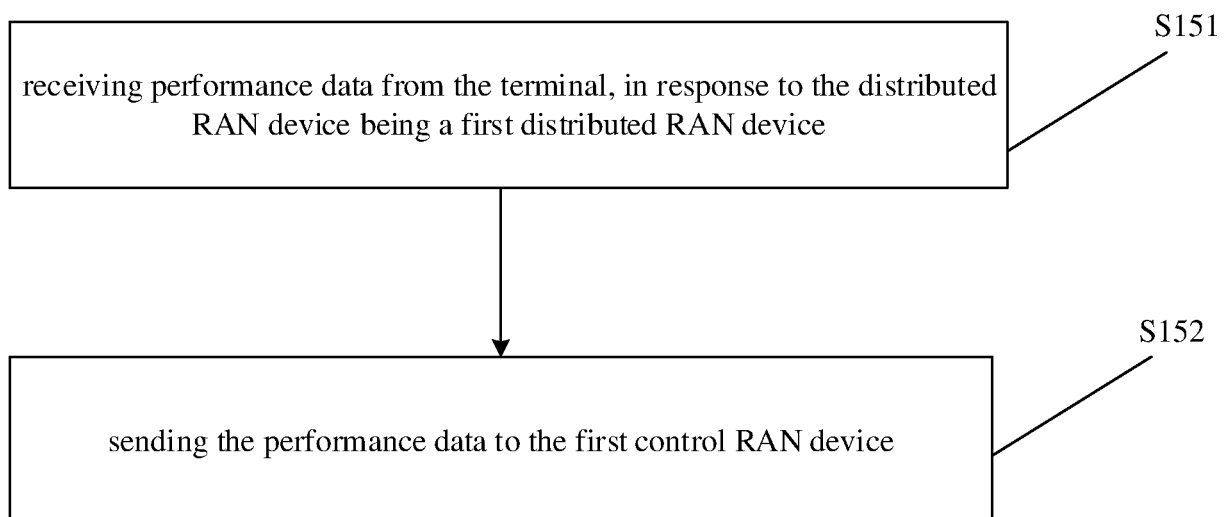 S151
receiving performance data from the terminal, in response to the distributed
RAN device being a first distributed RAN device
S152
sending the performance data to the first control RAN device